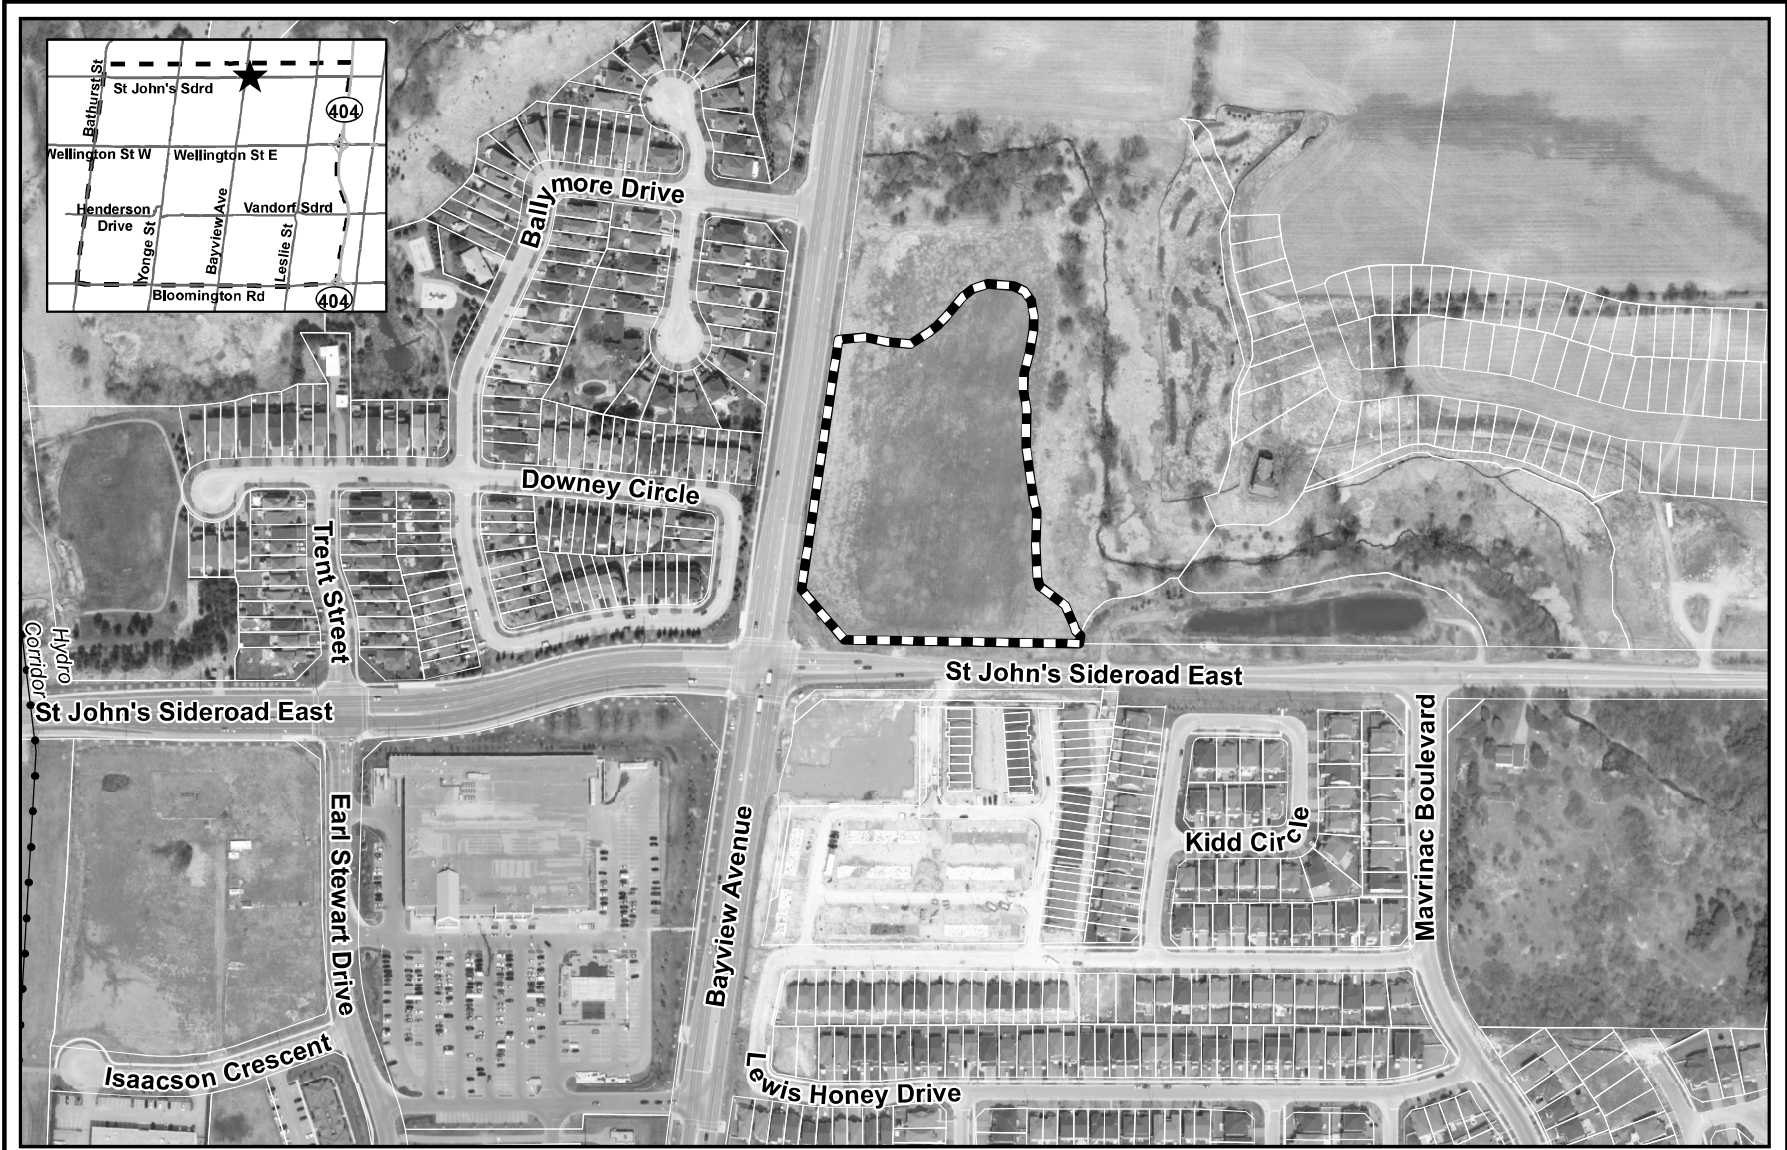 Bathurst St
St John's Sdrd
404
Wellington St W
Wellington St E
Henderson
Drive
Yonge St
Bayview Ave
Vandorf Sdrd
Leslie St
Bloomington Rd
404
Ballymore Drive
Downey Circle
Trent Street
Hydro
Corridor
St John's Sideroad East
St John's Sideroad East
Earl Stewart Drive
Bayview Avenue
Kidd Circle
Mavrinac Boulevard
Isaacson Crescent
Lewis Honey Drive